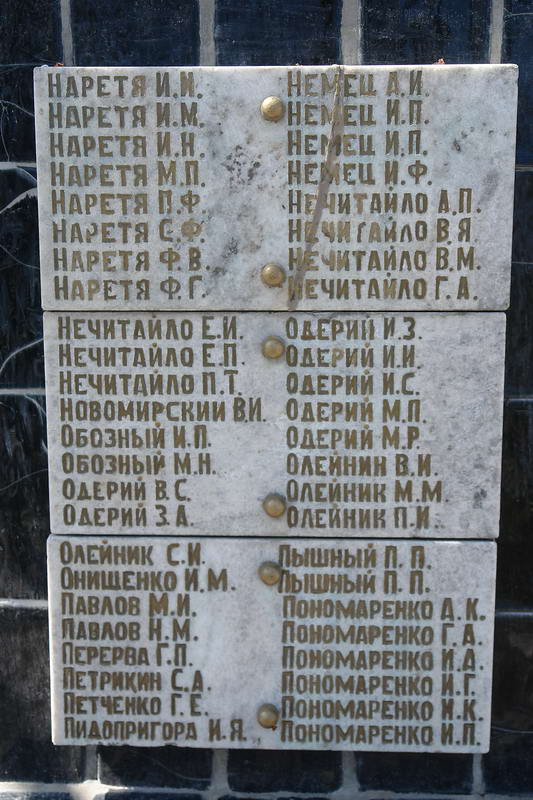 НАРЕТЯ И.И.
НАРЕТЯ И.М.
НАРЕТЯ И.Н.
НАРЕТЯ М.П.
НАРЕТЯ П.Ф.
НАРЕТЯ С.Ф.
НАРЕТЯ Ф.В.
НАРЕТЯ Ф.Г.
НЕМЕЦ А.И.
НЕМЕЦ И.П.
НЕМЕЦ И.П.
НЕМЕЦ И.Ф.
НЕЧИТАЙЛО А.П.
НЕЧИТАЙЛО В.Я.
НЕЧИТАЙЛО В.М.
НЕЧИТАЙЛО Г.А.
НЕЧИТАЙЛО Е.И.
НЕЧИТАЙЛО Е.П.
НЕЧИТАЙЛО П.Т.
НОВОМИРСКИЙ В.И.
ОБОЗНЫЙ И.П.
ОБОЗНЫЙ М.Н.
ОДЕРИЙ В.С.
ОДЕРИЙ З.А.
ОДЕРИЙ И.З.
ОДЕРИЙ И.И.
ОДЕРИЙ И.С.
ОДЕРИЙ М.П.
ОДЕРИЙ М.Р.
ОЛЕЙНИК В.И.
ОЛЕЙНИК М.М.
ОЛЕЙНИК П.И.
ОЛЕЙНИК С.И.
ОНИЩЕНКО И.М.
ПАВЛОВ М.И.
ПАВЛОВ Н.М.
ПЕРЕРВА Г.П.
ПЕТРИКИН С.А.
ПЕТЧЕНКО Г.Е.
ПИДОПРИГОРА И.Я.
ПЫШНЫЙ П.П.
ПЫШНЫЙ П.П.
ПОНОМАРЕНКО А.К.
ПОНОМАРЕНКО Г.А.
ПОНОМАРЕНКО И.А.
ПОНОМАРЕНКО И.Г.
ПОНОМАРЕНКО И.К.
ПОНОМАРЕНКО И.П.